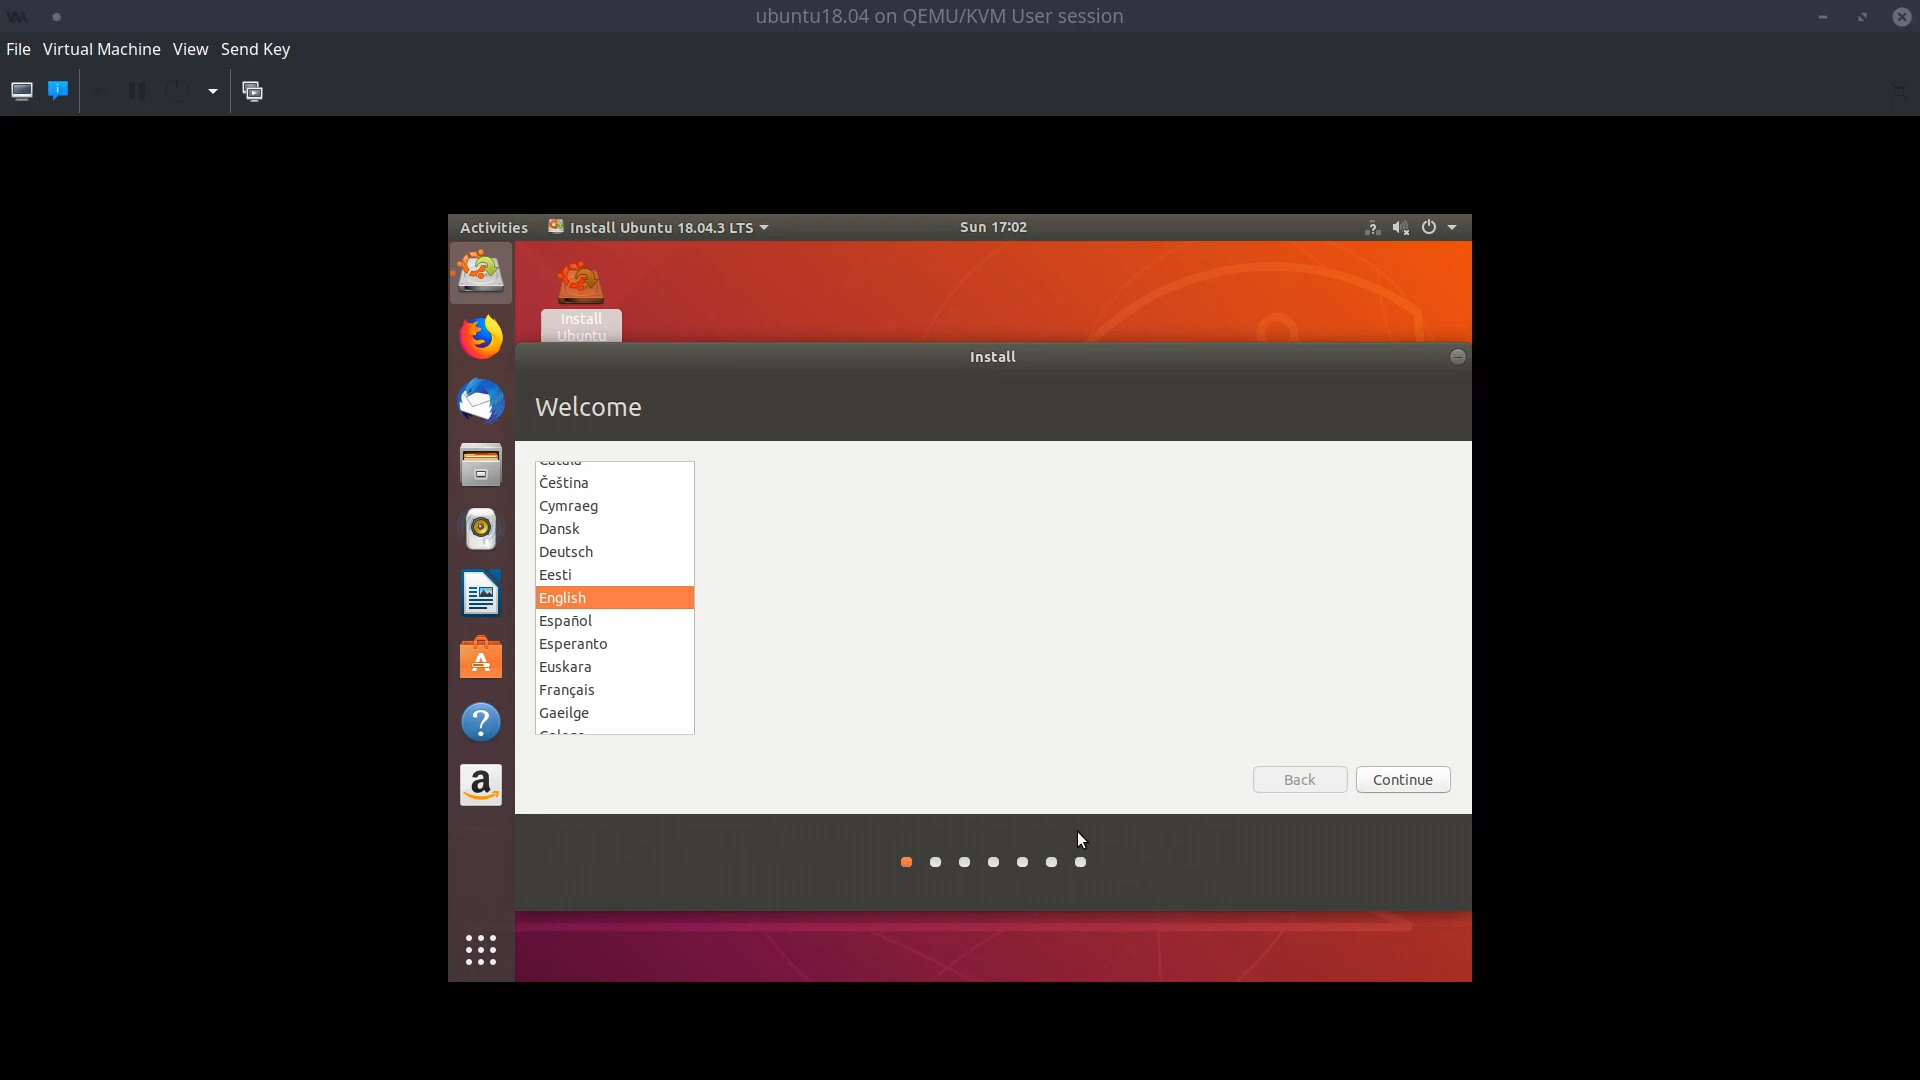 ubuntu18.04 on QEMU/KVM User session
File Virtual Machine View Send Key
Activities Install Ubuntu 18.04.3 LTS Sun 17:02
Install
Ubuntu
Install
Welcome
Čeština
Cymraeg
Dansk
Deutsch
Eesti
English
Español
Esperanto
Euskara
Français
Gaeilge
Back Continue